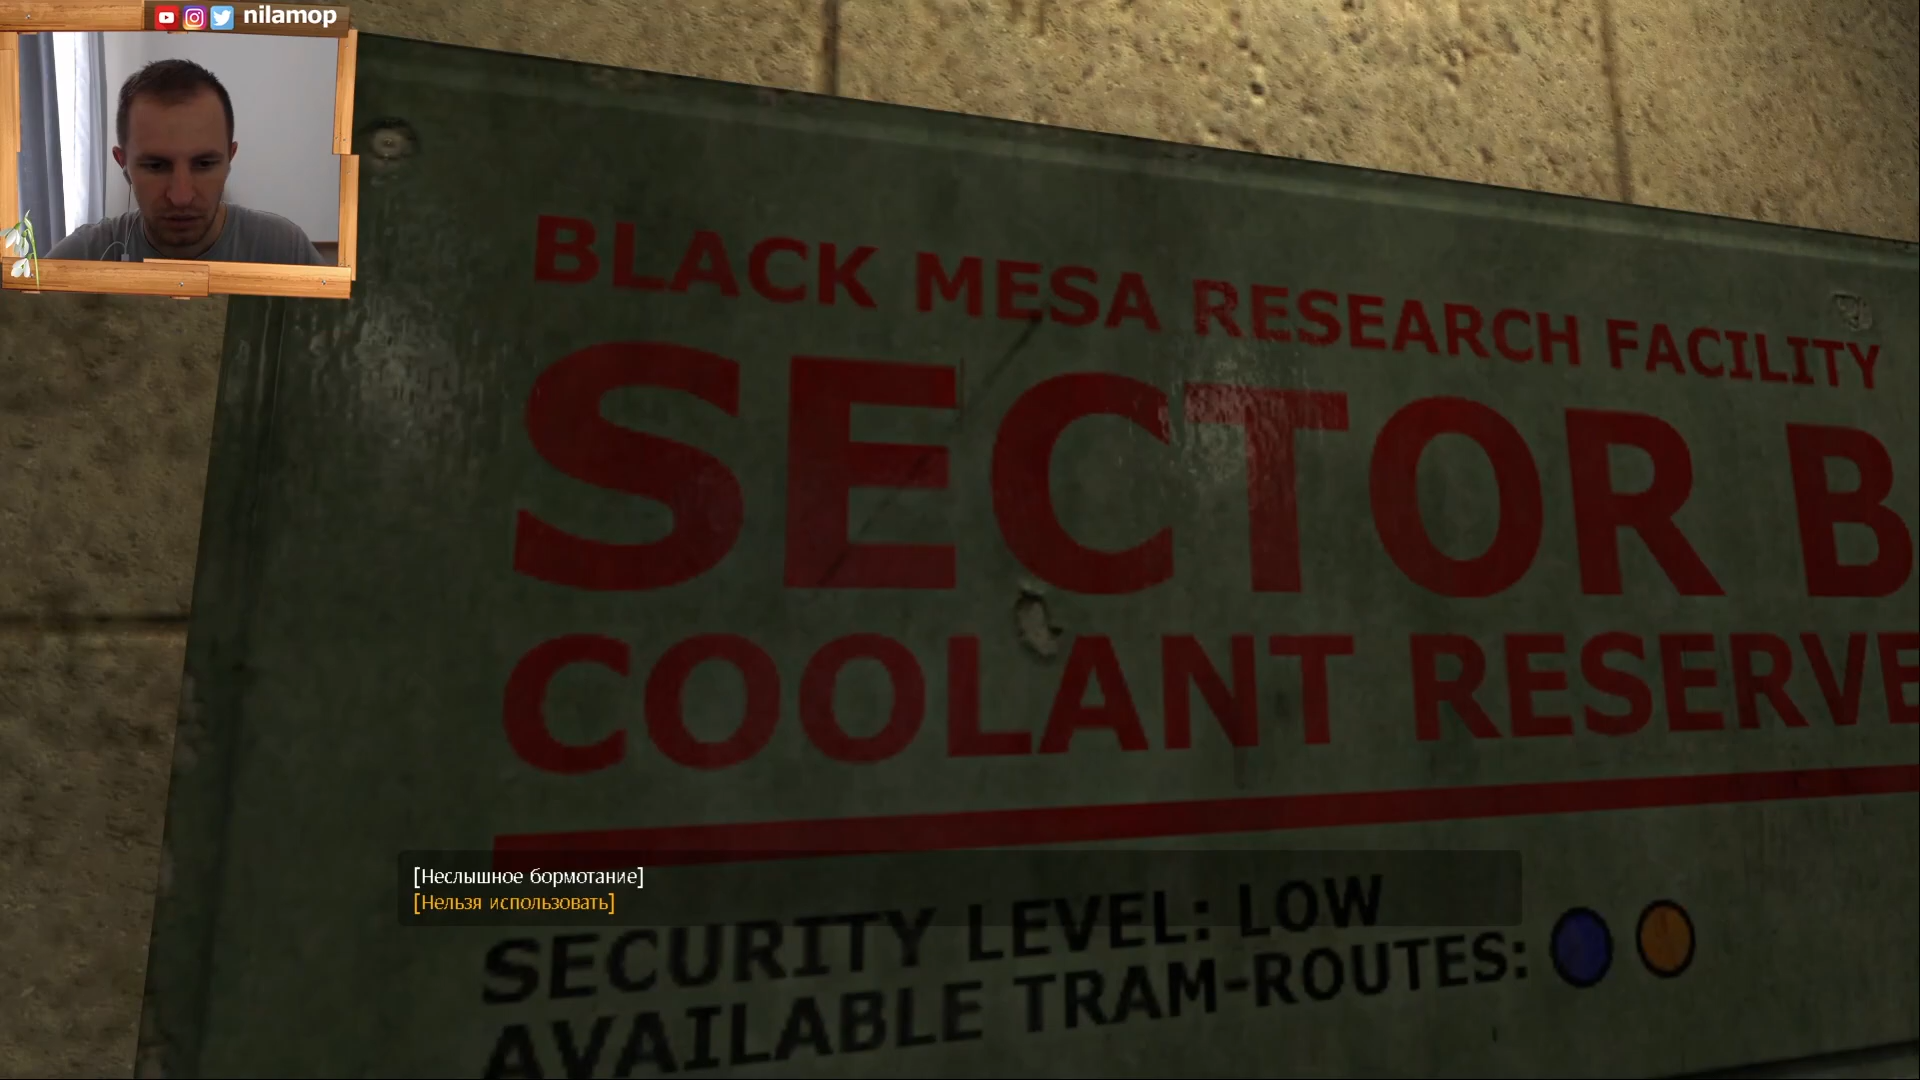 nilamop
BLACK MESA RESEARCH FACILITY
SECTOR B
COOLANT RESERVE
[Неслышное бормотание]
[Нельзя использовать]
SECURITY LEVEL: LOW
AVAILABLE TRAM-ROUTES: